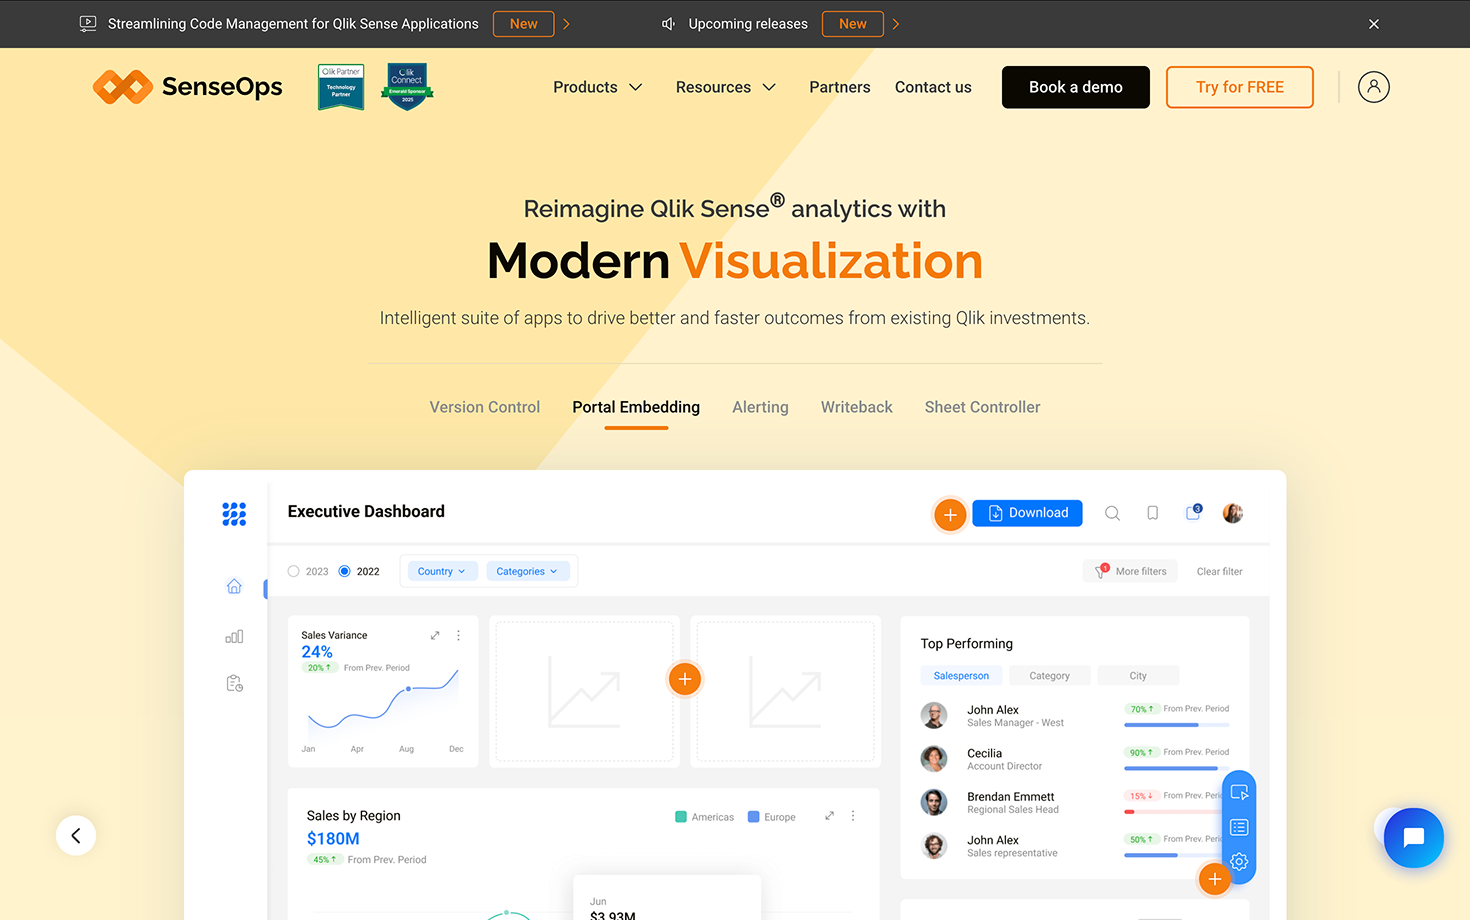 Streamlining Code Management for Qlik Sense Applications New
Upcoming releases New
SenseOps
Qlik Partner
Technology
Partner
Qlik
Connect
Emerald Sponsor
2025
Products
Resources
Partners
Contact us
Book a demo
Try for FREE
Reimagine Qlik Sense® analytics with
Modern Visualization
Intelligent suite of apps to drive better and faster outcomes from existing Qlik investments.
Version Control
Portal Embedding
Alerting
Writeback
Sheet Controller
Executive Dashboard
Download
3
2023
2022
Country
Categories
1
More filters
Clear filter
Sales Variance
24%
20% ↑ From Prev. Period
Jan Apr Aug Dec
Top Performing
Salesperson Category City
John Alex
Sales Manager - West
70% ↑ From Prev. Period
Cecilia
Account Director
90% ↑ From Prev. Period
Brendan Emmett
Regional Sales Head
15% ↓ From Prev. Peri
John Alex
Sales representative
50% ↑ From Prev. Peri
Sales by Region
$180M
45% ↑ From Prev. Period
Americas Europe
Jun
$3.93M